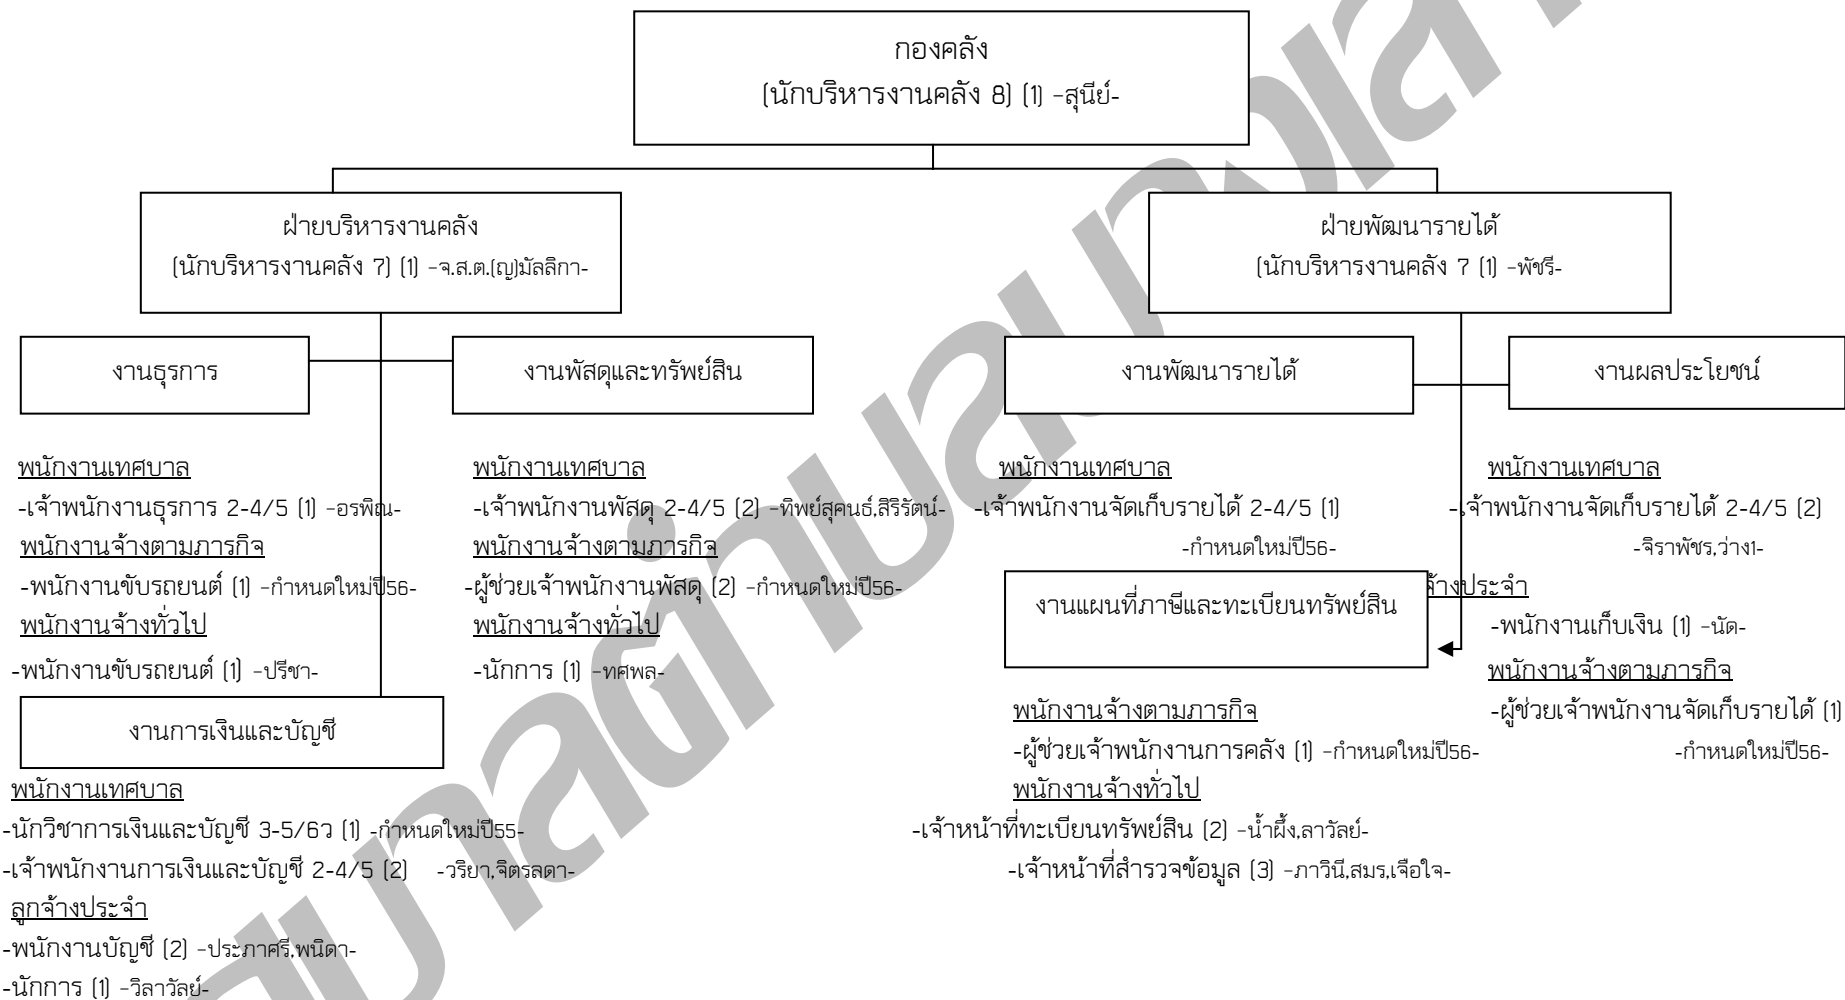 กองคลัง
(นักบริหารงานคลัง 8) (1) -สุนีย์-
ฝ่ายบริหารงานคลัง
(นักบริหารงานคลัง 7) (1) -จ.ส.ต.(ญ)มัลลิกา-
ฝ่ายพัฒนารายได้
(นักบริหารงานคลัง 7 (1) -พัชรี-
งานธุรการ
พนักงานเทศบาล
-เจ้าพนักงานธุรการ 2-4/5 (1) -อรพิณ-
พนักงานจ้างตามภารกิจ
-พนักงานขับรถยนต์ (1) -กำหนดใหม่ปี56-
พนักงานจ้างทั่วไป
-พนักงานขับรถยนต์ (1) -ปรีชา-
งานพัสดุและทรัพย์สิน
พนักงานเทศบาล
-เจ้าพนักงานพัสดุ 2-4/5 (2) -ทิพย์สุคนธ์,สิริรัตน์-
พนักงานจ้างตามภารกิจ
-ผู้ช่วยเจ้าพนักงานพัสดุ (2) -กำหนดใหม่ปี56-
พนักงานจ้างทั่วไป
-นักการ (1) -ทศพล-
งานการเงินและบัญชี
พนักงานเทศบาล
-นักวิชาการเงินและบัญชี 3-5/6ว (1) -กำหนดใหม่ปี55-
-เจ้าพนักงานการเงินและบัญชี 2-4/5 (2) -วริยา,จิตรลดา-
ลูกจ้างประจำ
-พนักงานบัญชี (2) -ประภาศรี,พนิดา-
-นักการ (1) -วิลาวัลย์-
งานพัฒนารายได้
พนักงานเทศบาล
-เจ้าพนักงานจัดเก็บรายได้ 2-4/5 (1)
-กำหนดใหม่ปี56-
งานผลประโยชน์
พนักงานเทศบาล
-เจ้าพนักงานจัดเก็บรายได้ 2-4/5 (2)
-จิราพัชร,ว่าง1-
จ้างประจำ
-พนักงานเก็บเงิน (1) -นัด-
พนักงานจ้างตามภารกิจ
-ผู้ช่วยเจ้าพนักงานจัดเก็บรายได้ (1)
-กำหนดใหม่ปี56-
งานแผนที่ภาษีและทะเบียนทรัพย์สิน
พนักงานจ้างตามภารกิจ
-ผู้ช่วยเจ้าพนักงานการคลัง (1) -กำหนดใหม่ปี56-
พนักงานจ้างทั่วไป
-เจ้าหน้าที่ทะเบียนทรัพย์สิน (2) -น้ำผึ้ง,ลาวัลย์-
-เจ้าหน้าที่สำรวจข้อมูล (3) -ภาวินี,สมร,เจือใจ-